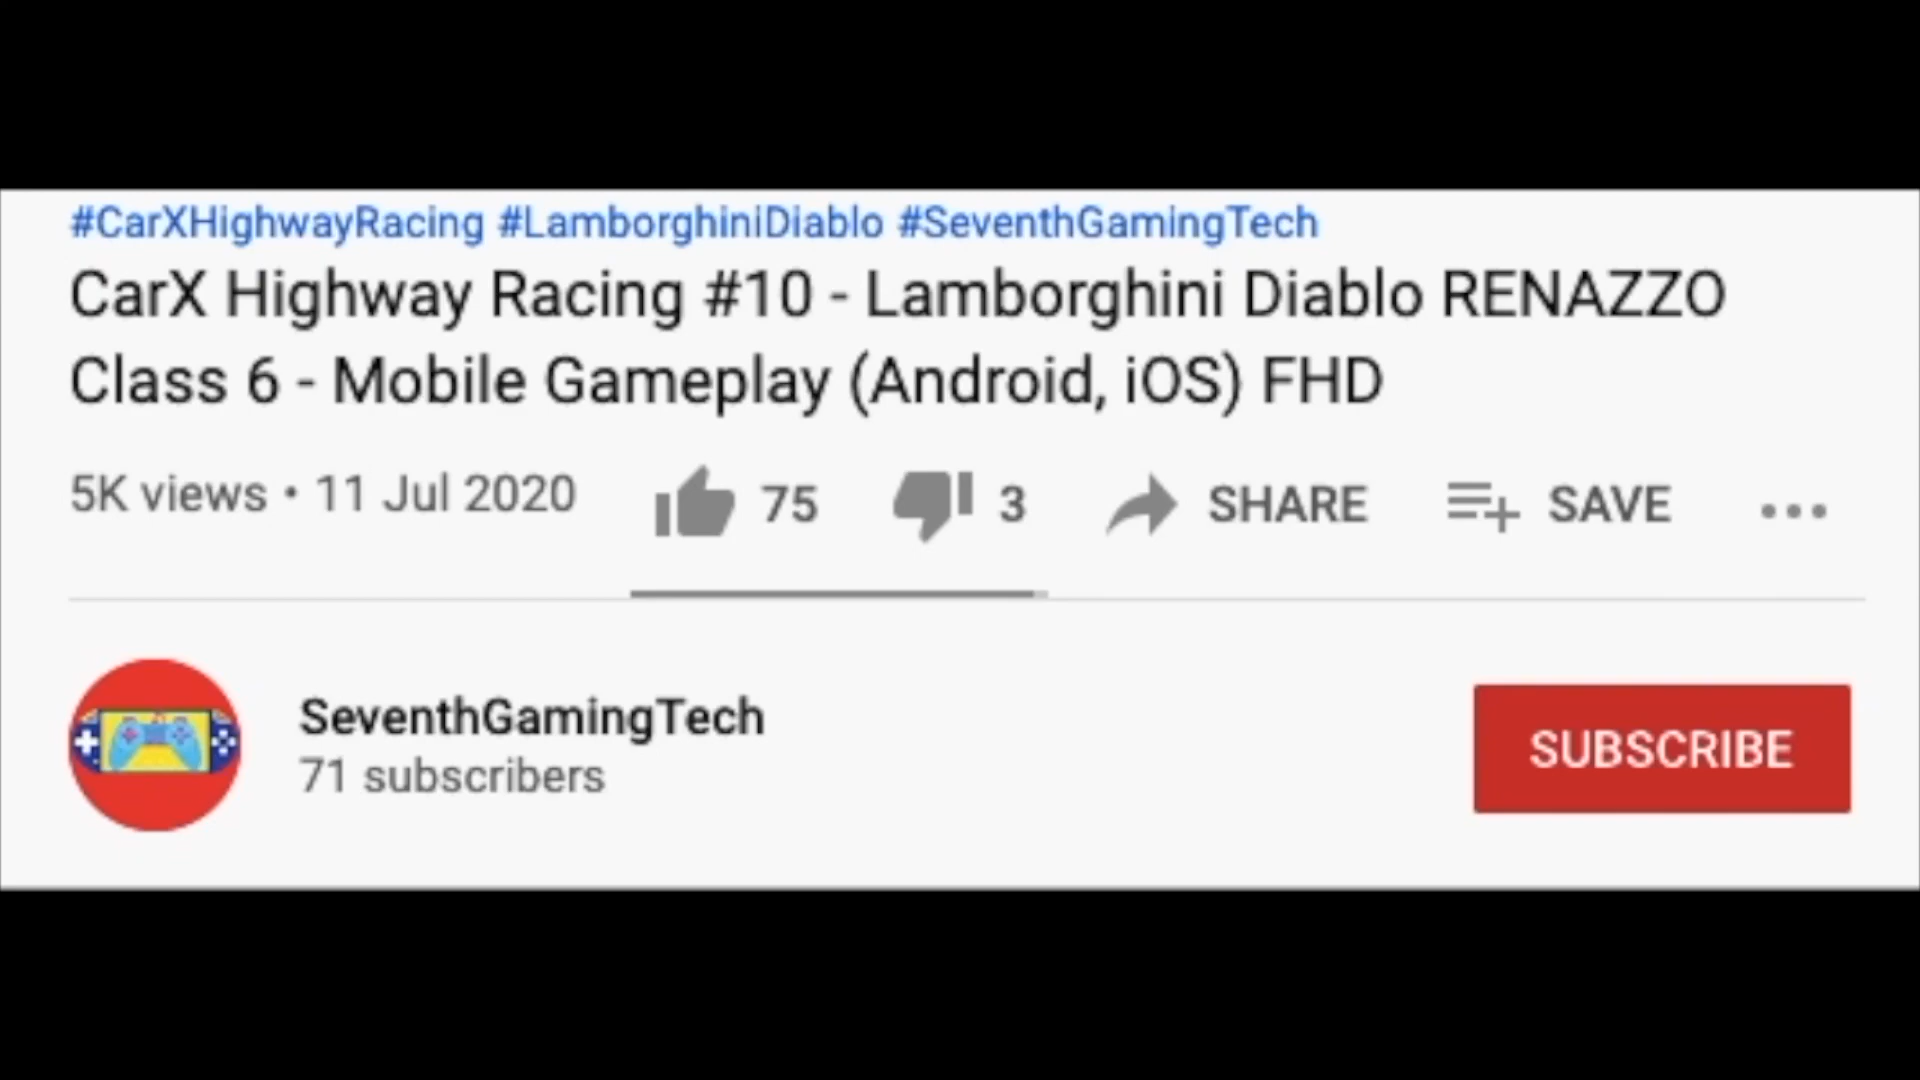 #CarXHighwayRacing #LamborghiniDiablo #SeventhGamingTech
CarX Highway Racing #10 - Lamborghini Diablo RENAZZO
Class 6 - Mobile Gameplay (Android, iOS) FHD
5K views • 11 Jul 2020 75 3 SHARE SAVE
SeventhGamingTech
71 subscribers
SUBSCRIBE